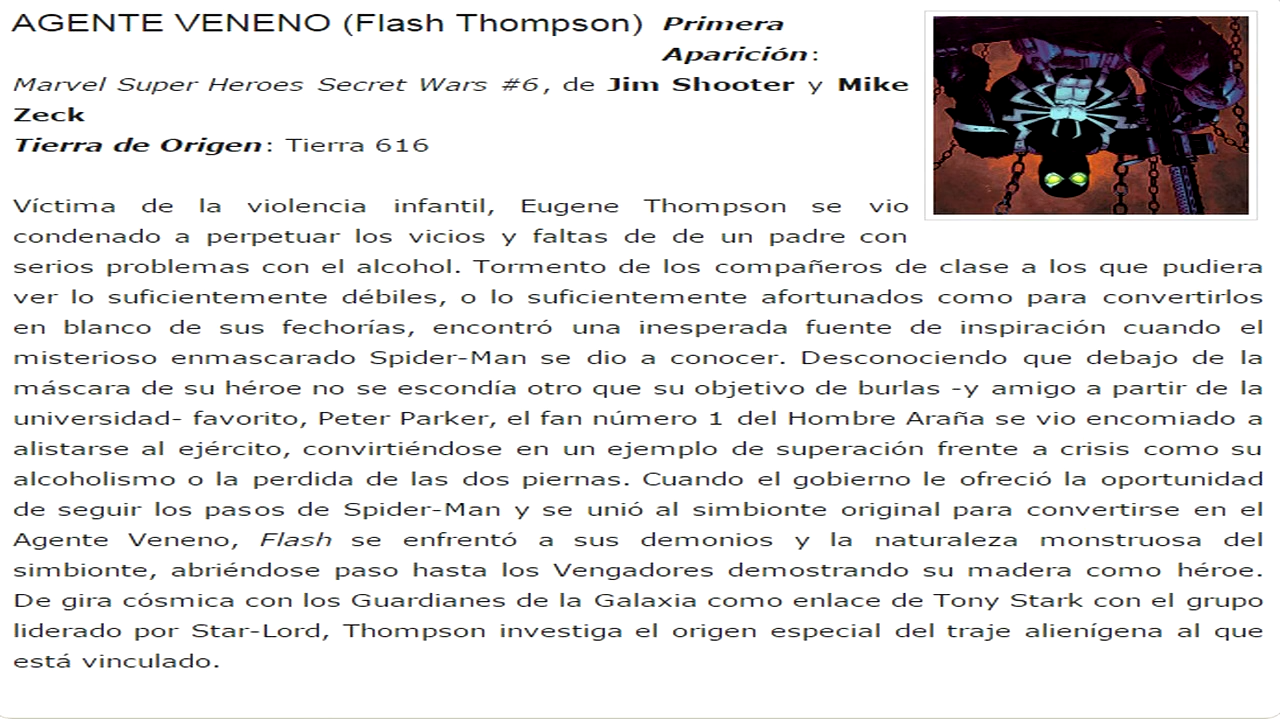 AGENTE VENENO (Flash Thompson) Primera
Aparición:
Marvel Super Heroes Secret Wars #6, de Jim Shooter y Mike
Zeck
Tierra de Origen: Tierra 616
Víctima de la violencia infantil, Eugene Thompson se vio
condenado a perpetuar los vicios y faltas de de un padre con
serios problemas con el alcohol. Tormento de los compañeros de clase a los que pudiera
ver lo suficientemente débiles, o lo suficientemente afortunados como para convertirlos
en blanco de sus fechorías, encontró una inesperada fuente de inspiración cuando el
misterioso enmascarado Spider-Man se dio a conocer. Desconociendo que debajo de la
máscara de su héroe no se escondía otro que su objetivo de burlas -y amigo a partir de la
universidad- favorito, Peter Parker, el fan número 1 del Hombre Araña se vio encomiado a
alistarse al ejército, convirtiéndose en un ejemplo de superación frente a crisis como su
alcoholismo o la perdida de las dos piernas. Cuando el gobierno le ofreció la oportunidad
de seguir los pasos de Spider-Man y se unió al simbionte original para convertirse en el
Agente Veneno, Flash se enfrentó a sus demonios y la naturaleza monstruosa del
simbionte, abriéndose paso hasta los Vengadores demostrando su madera como héroe.
De gira cósmica con los Guardianes de la Galaxia como enlace de Tony Stark con el grupo
liderado por Star-Lord, Thompson investiga el origen especial del traje alienígena al que
está vinculado.